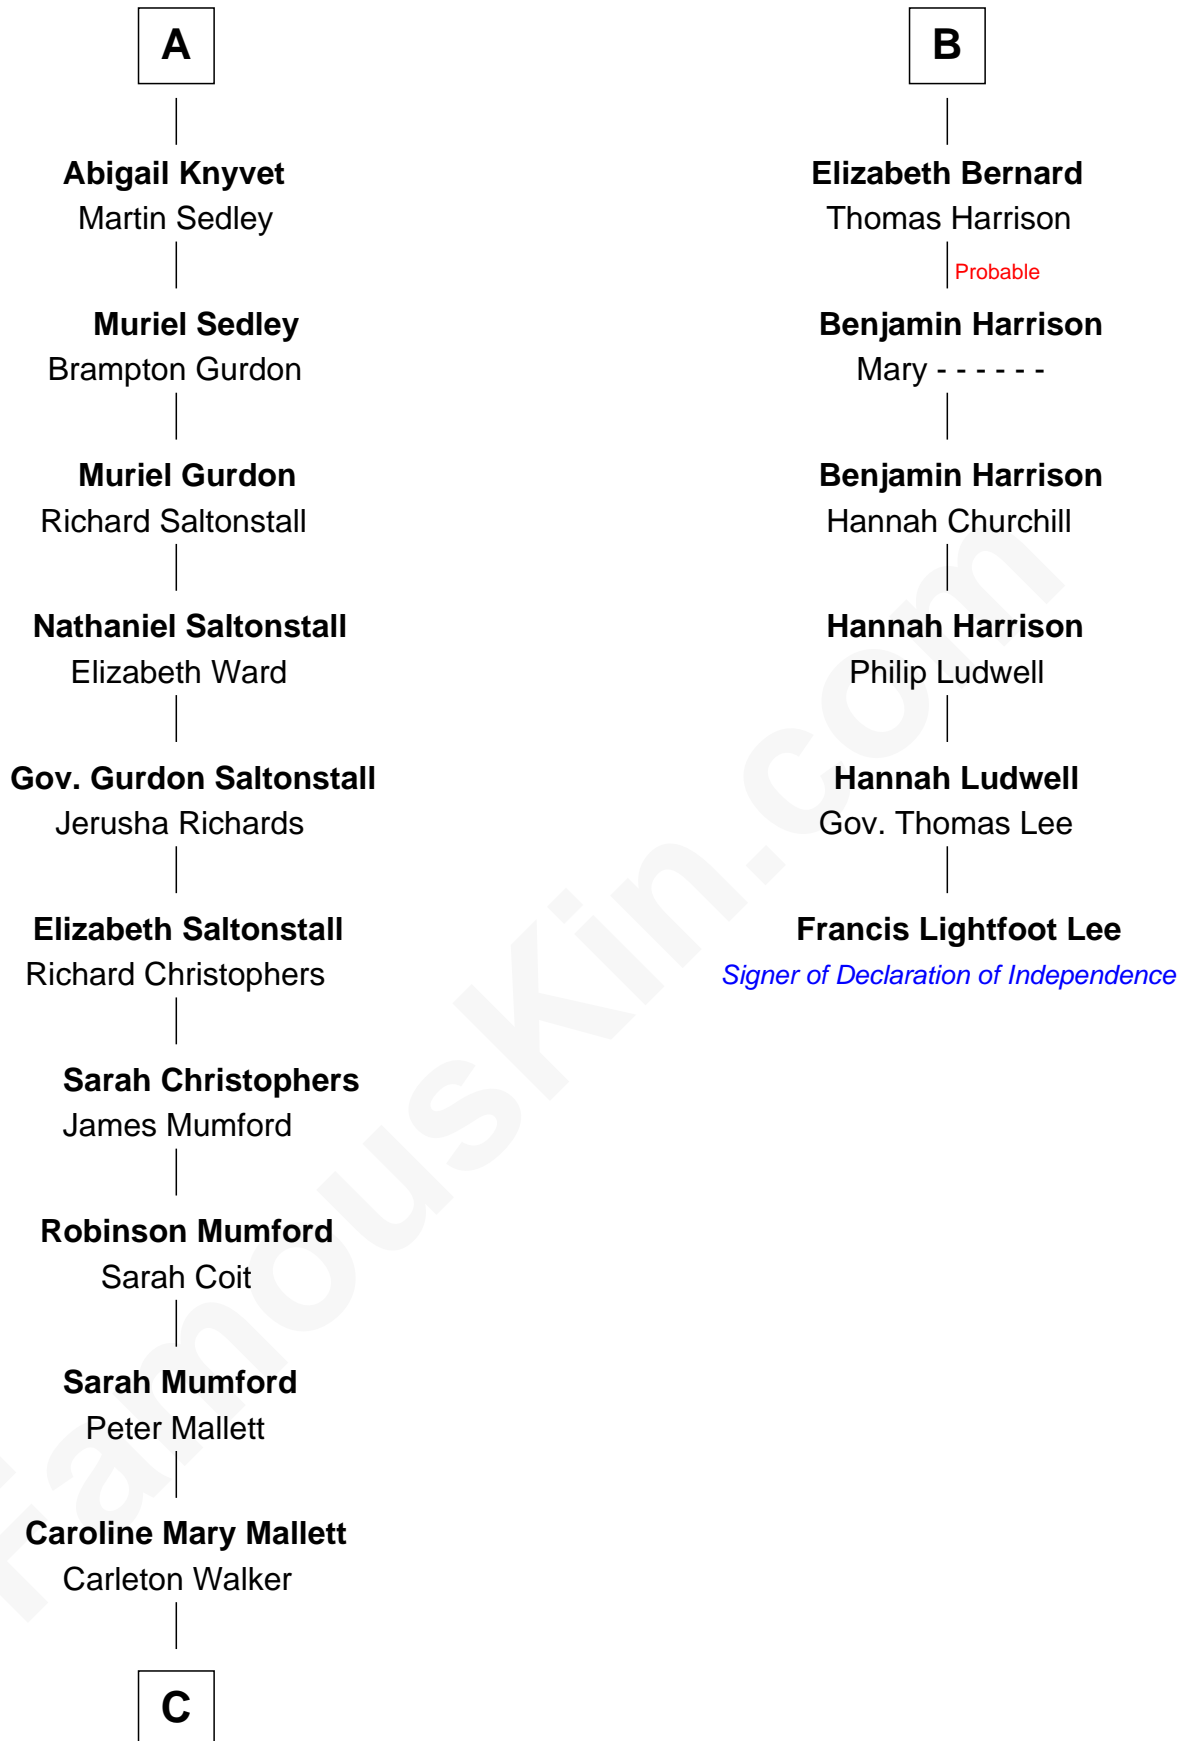 A
Abigail Knyvet
Martin Sedley
Muriel Sedley
Brampton Gurdon
Muriel Gurdon
Richard Saltonstall
Nathaniel Saltonstall
Elizabeth Ward
Gov. Gurdon Saltonstall
Jerusha Richards
Elizabeth Saltonstall
Richard Christophers
Sarah Christophers
James Mumford
Robinson Mumford
Sarah Coit
Sarah Mumford
Peter Mallett
Caroline Mary Mallett
Carleton Walker
C
B
Elizabeth Bernard
Thomas Harrison
Probable
Benjamin Harrison
Mary - - - - - -
Benjamin Harrison
Hannah Churchill
Hannah Harrison
Philip Ludwell
Hannah Ludwell
Gov. Thomas Lee
Francis Lightfoot Lee
Signer of Declaration of Independence
FamousKin.com